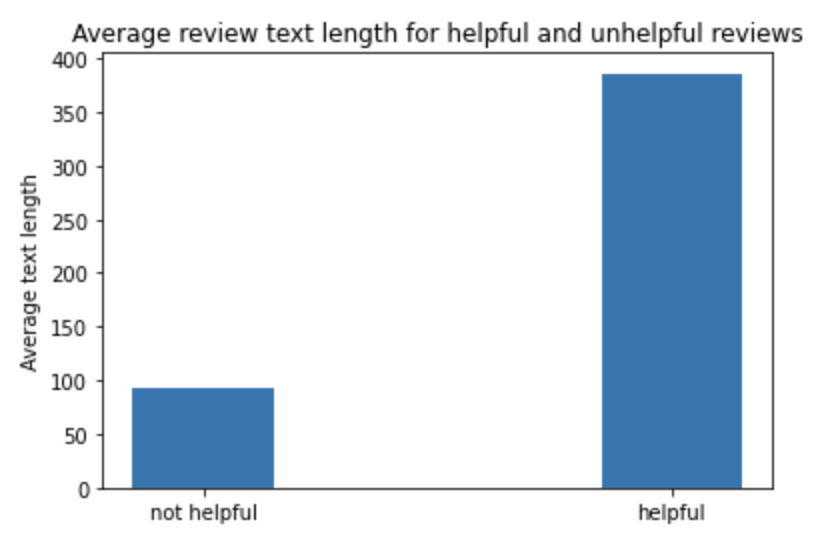 Average review text length for helpful and unhelpful reviews
400
350
300
250
200
150
100
50
0
Average text length
not helpful
helpful